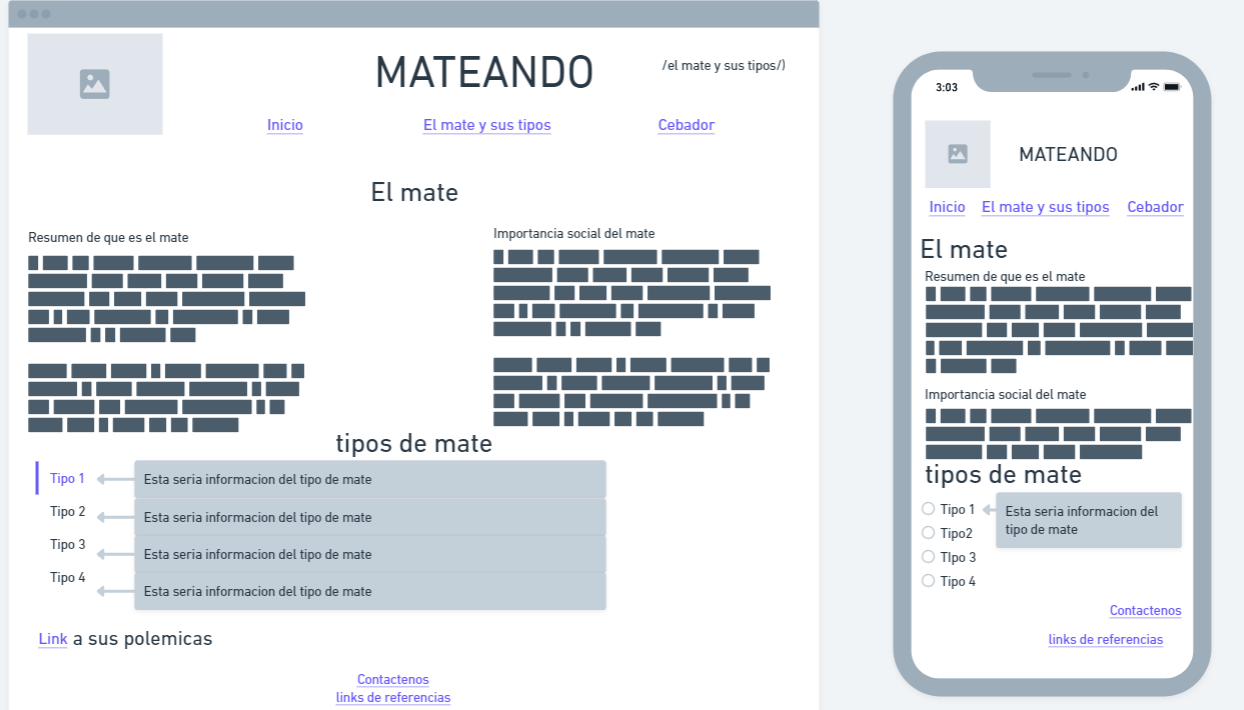 MATEANDO
/el mate y sus tipos/)
Inicio
El mate y sus tipos
Cebador
El mate
Resumen de que es el mate
Importancia social del mate
tipos de mate
Tipo 1
Esta seria informacion del tipo de mate
Tipo 2
Esta seria informacion del tipo de mate
Tipo 3
Esta seria informacion del tipo de mate
Tipo 4
Esta seria informacion del tipo de mate
Link a sus polemicas
Contactenos
links de referencias
3:03
MATEANDO
Inicio
El mate y sus tipos
Cebador
El mate
Resumen de que es el mate
Importancia social del mate
tipos de mate
Tipo 1
Esta seria informacion del
tipo de mate
Tipo2
TIpo 3
Tipo 4
Contactenos
links de referencias